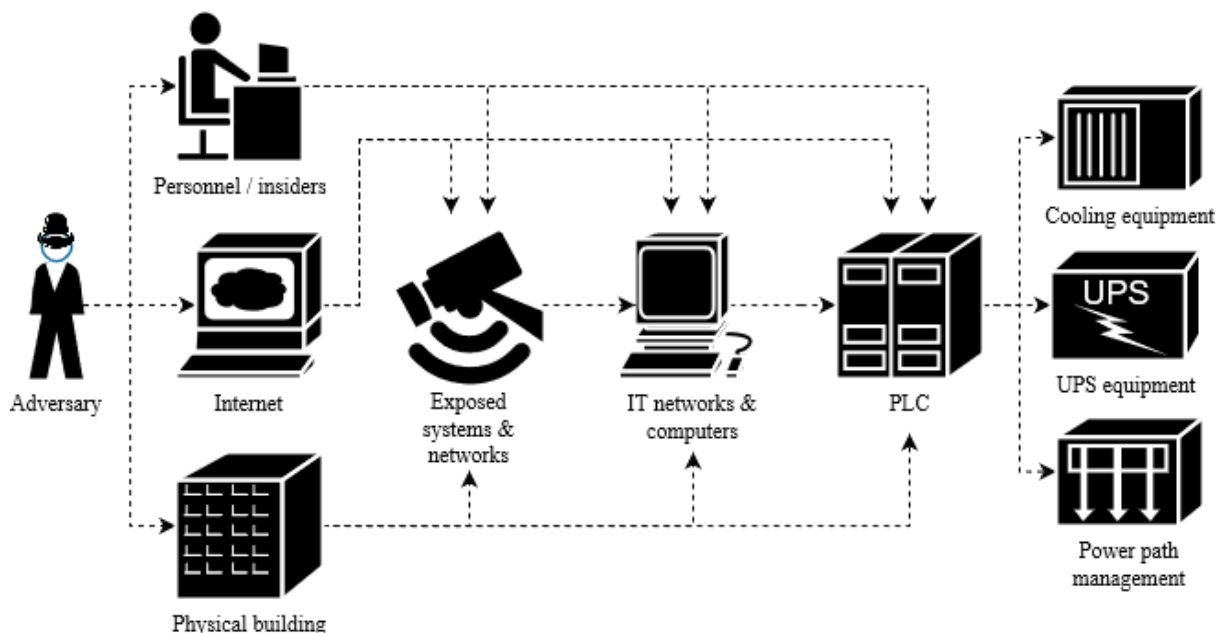 Personnel / insiders
Cooling equipment
UPS
Adversary
Internet
Exposed
systems &
networks
IT networks &
computers
PLC
UPS equipment
Physical building
Power path
management